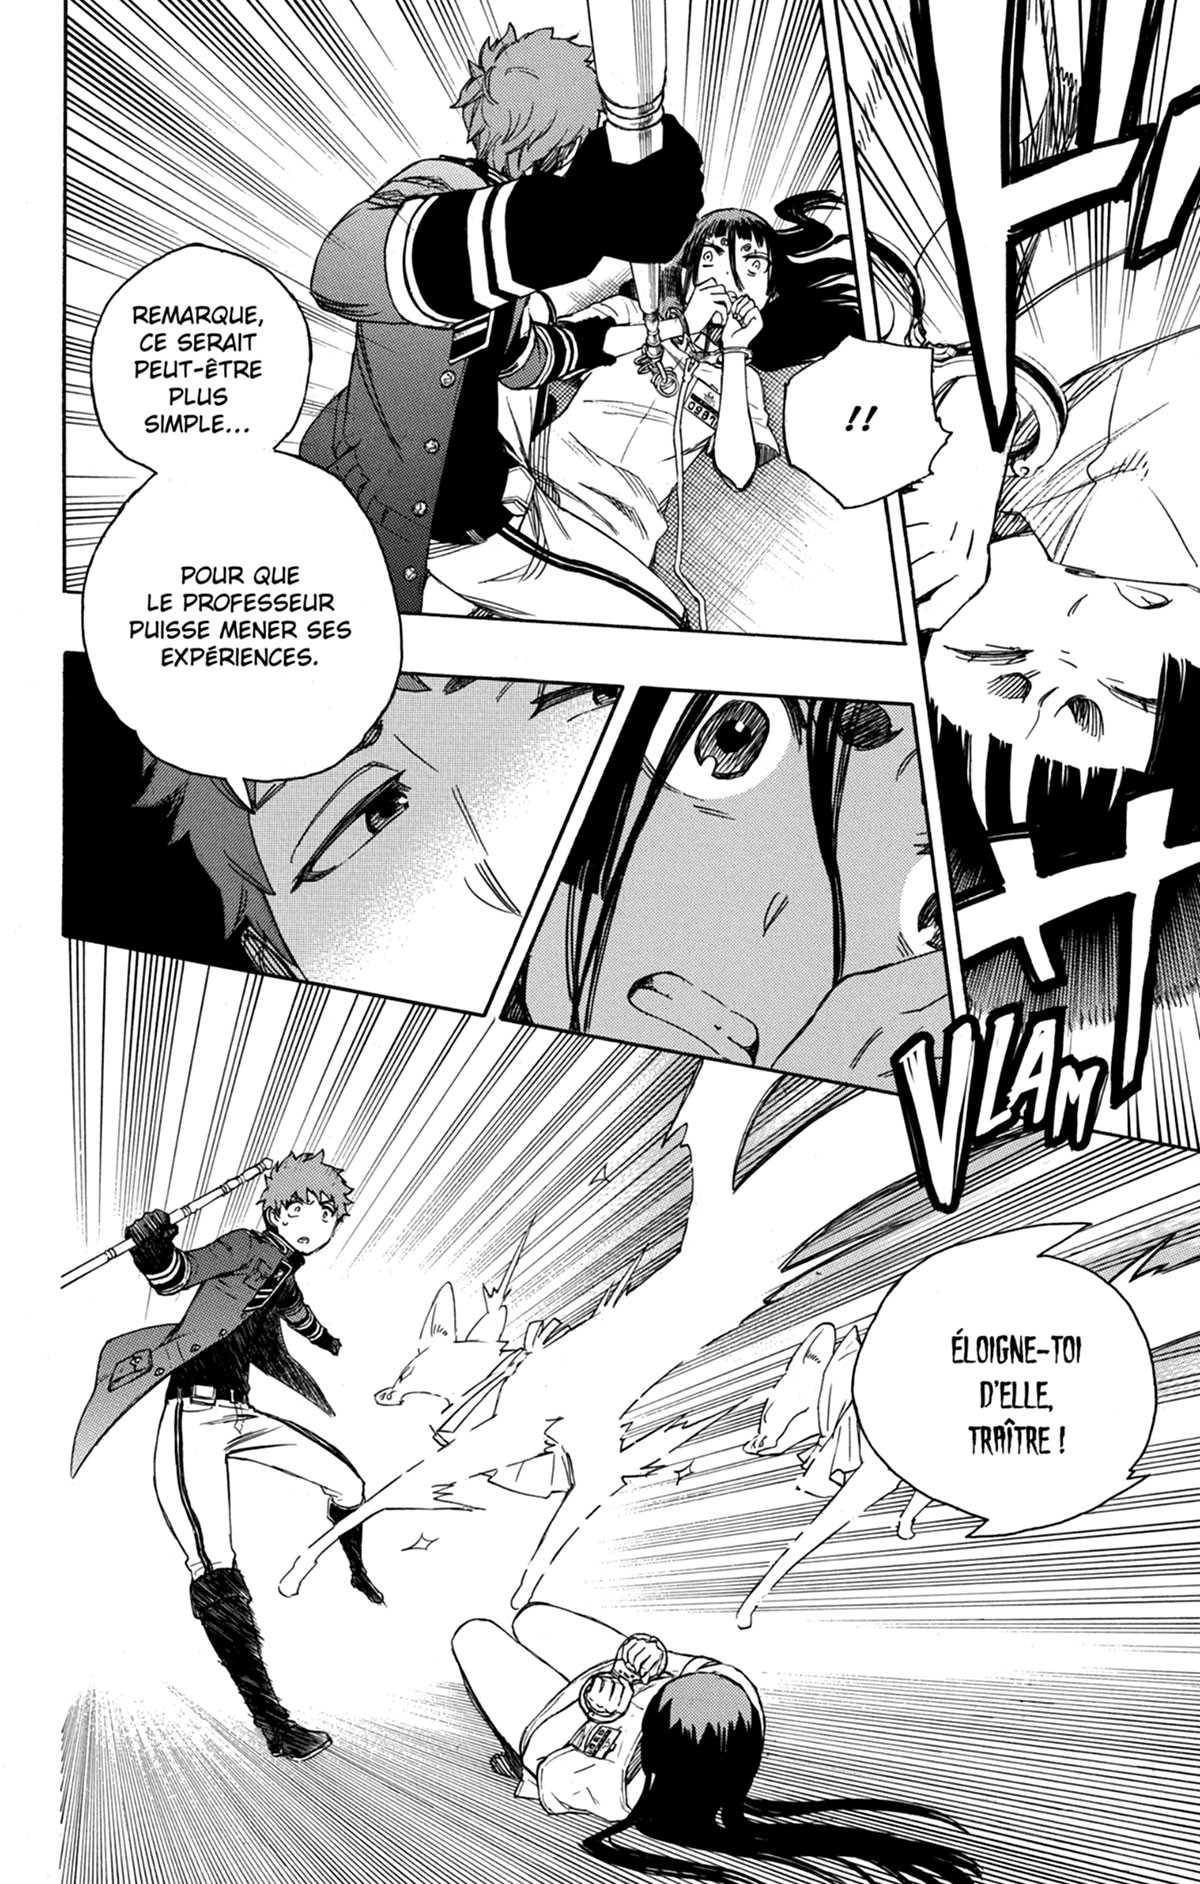 VLAM
!!
0987
REMARQUE,
CE SERAIT
PEUT-ÊTRE
PLUS
SIMPLE...
POUR QUE
LE PROFESSEUR
PUISSE MENER SES
EXPÉRIENCES.
ÉLOIGNE-TOI
D'ELLE,
TRAÎTRE !